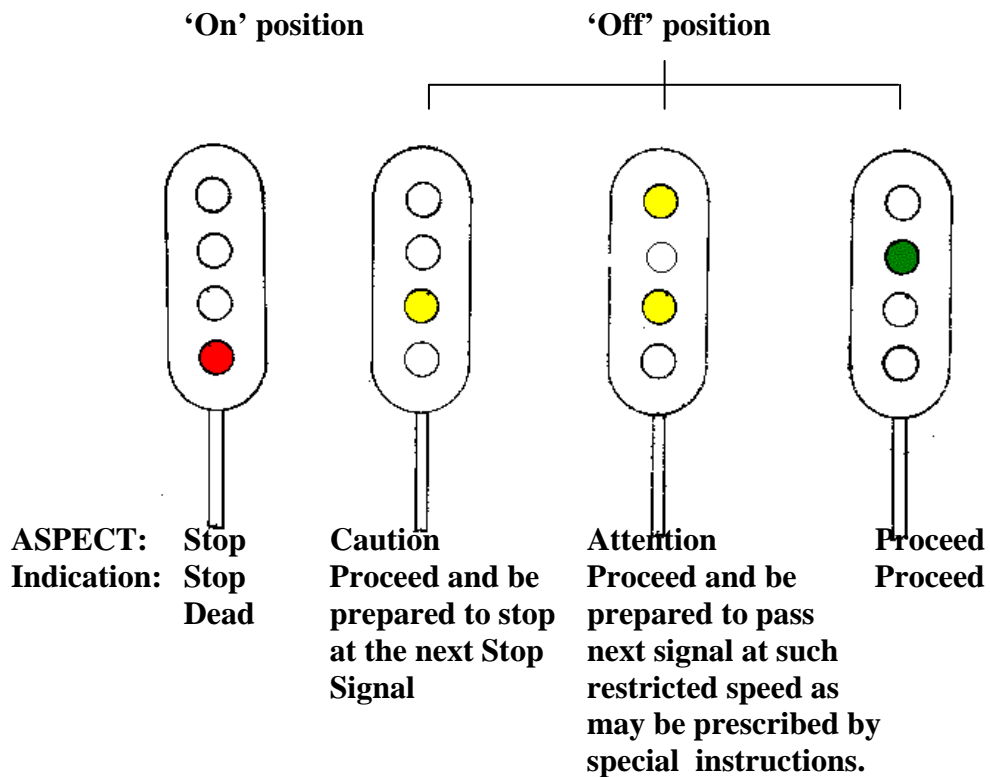 ‘On’ position ‘Off’ position
ASPECT: Stop Caution Attention Proceed
Indication: Stop Proceed and be Proceed and be Proceed
Dead prepared to stop prepared to pass
at the next Stop next signal at such
Signal restricted speed as
may be prescribed by
special instructions.